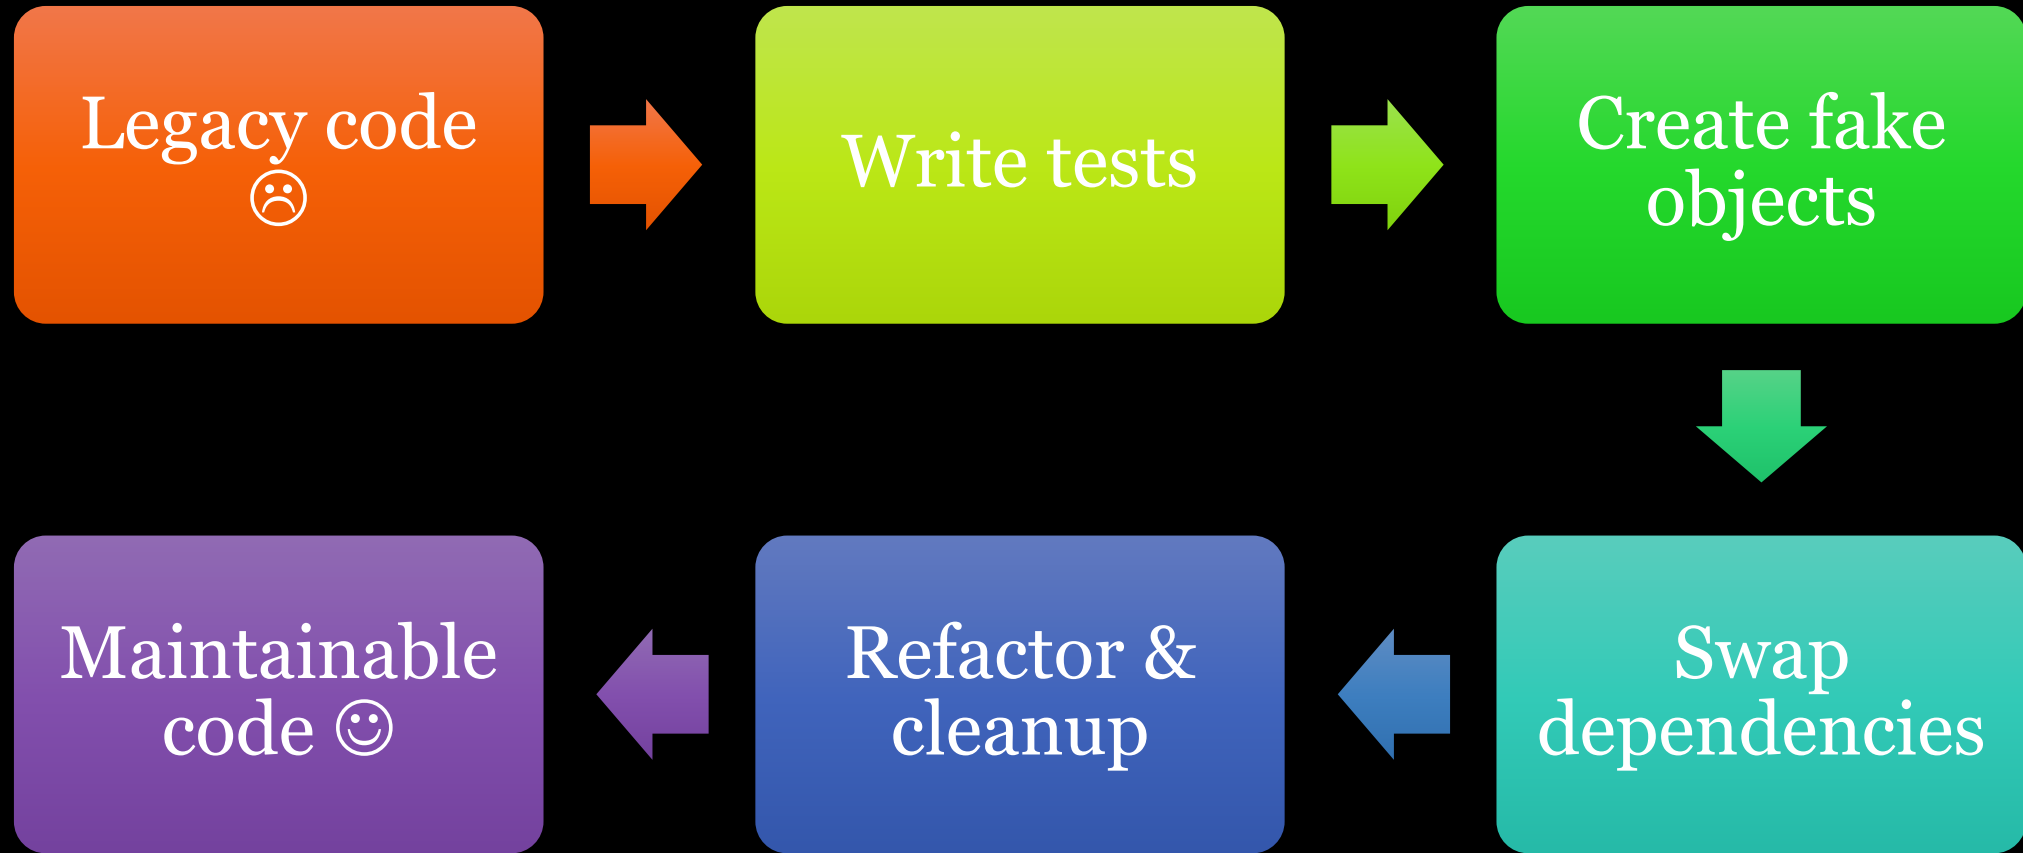 Legacy code
☹
Write tests
Create fake
objects
Swap
dependencies
Refactor &
cleanup
Maintainable
code ☺